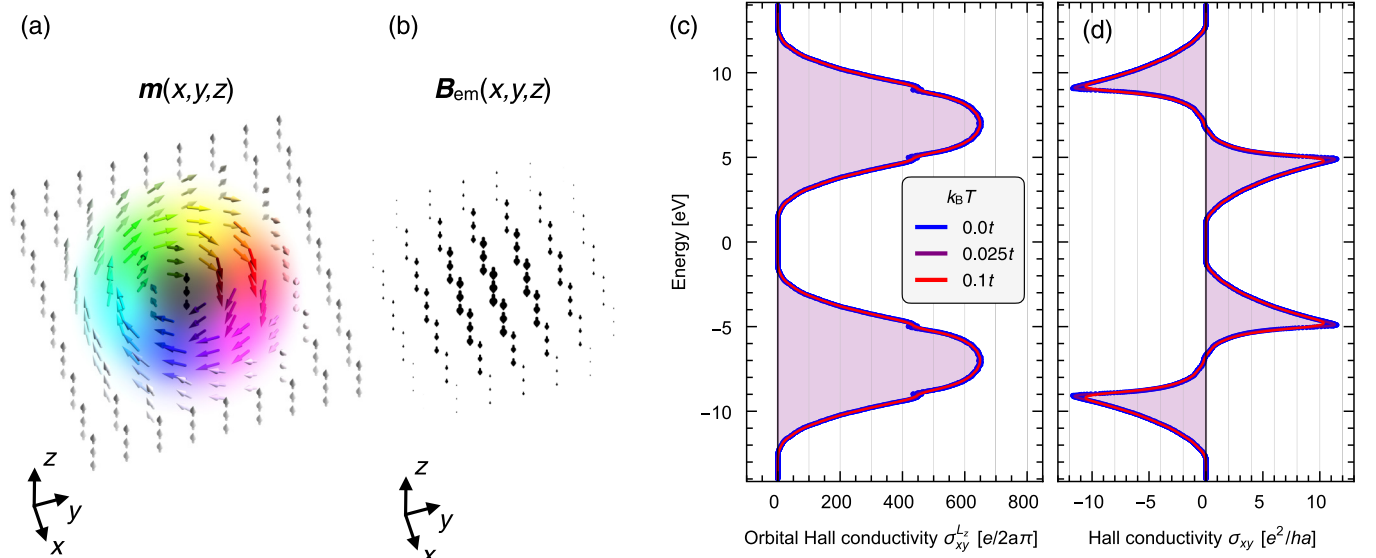 (a)
m(x,y,z)
z
y
x
(b)
B_em(x,y,z)
z
y
x
(c)
Energy [eV]
10
5
0
−5
−10
k_BT
0.0t
0.025t
0.1t
0
200
400
600
800
Orbital Hall conductivity σ_xy^{L_z} [e/2aπ]
(d)
−10
−5
0
5
10
Hall conductivity σ_xy [e²/ha]